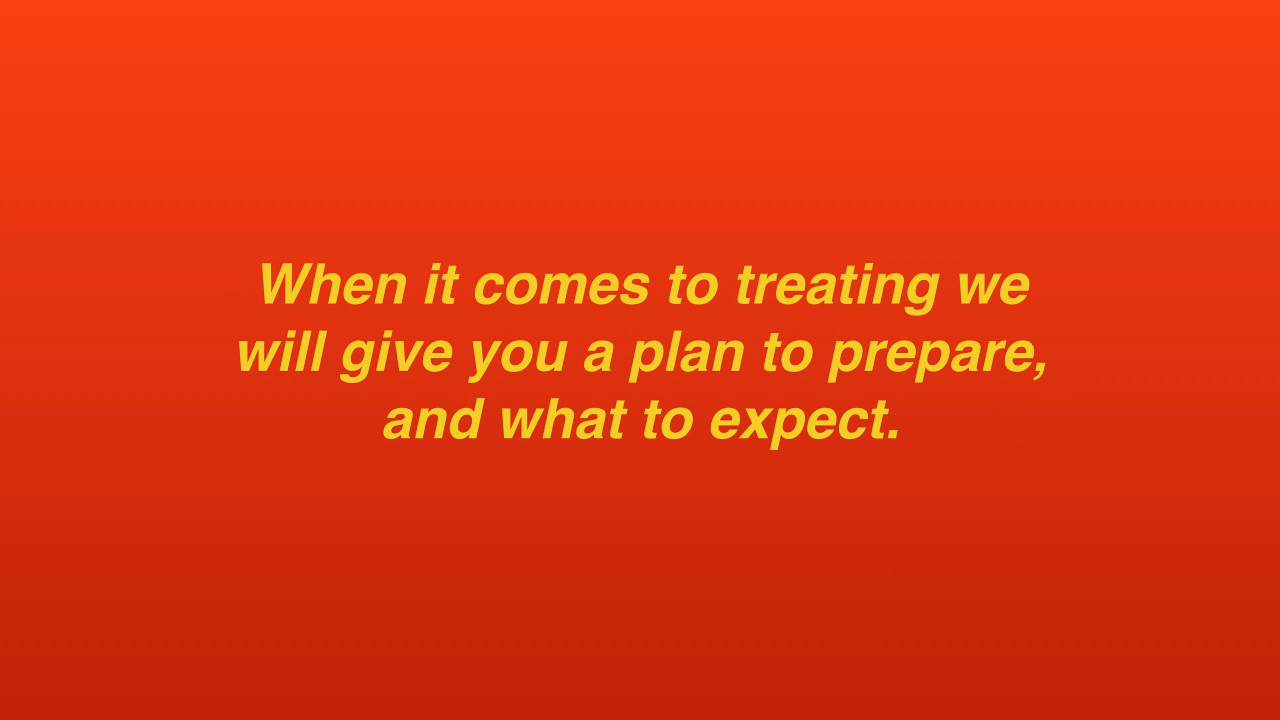 When it comes to treating we
will give you a plan to prepare,
and what to expect.